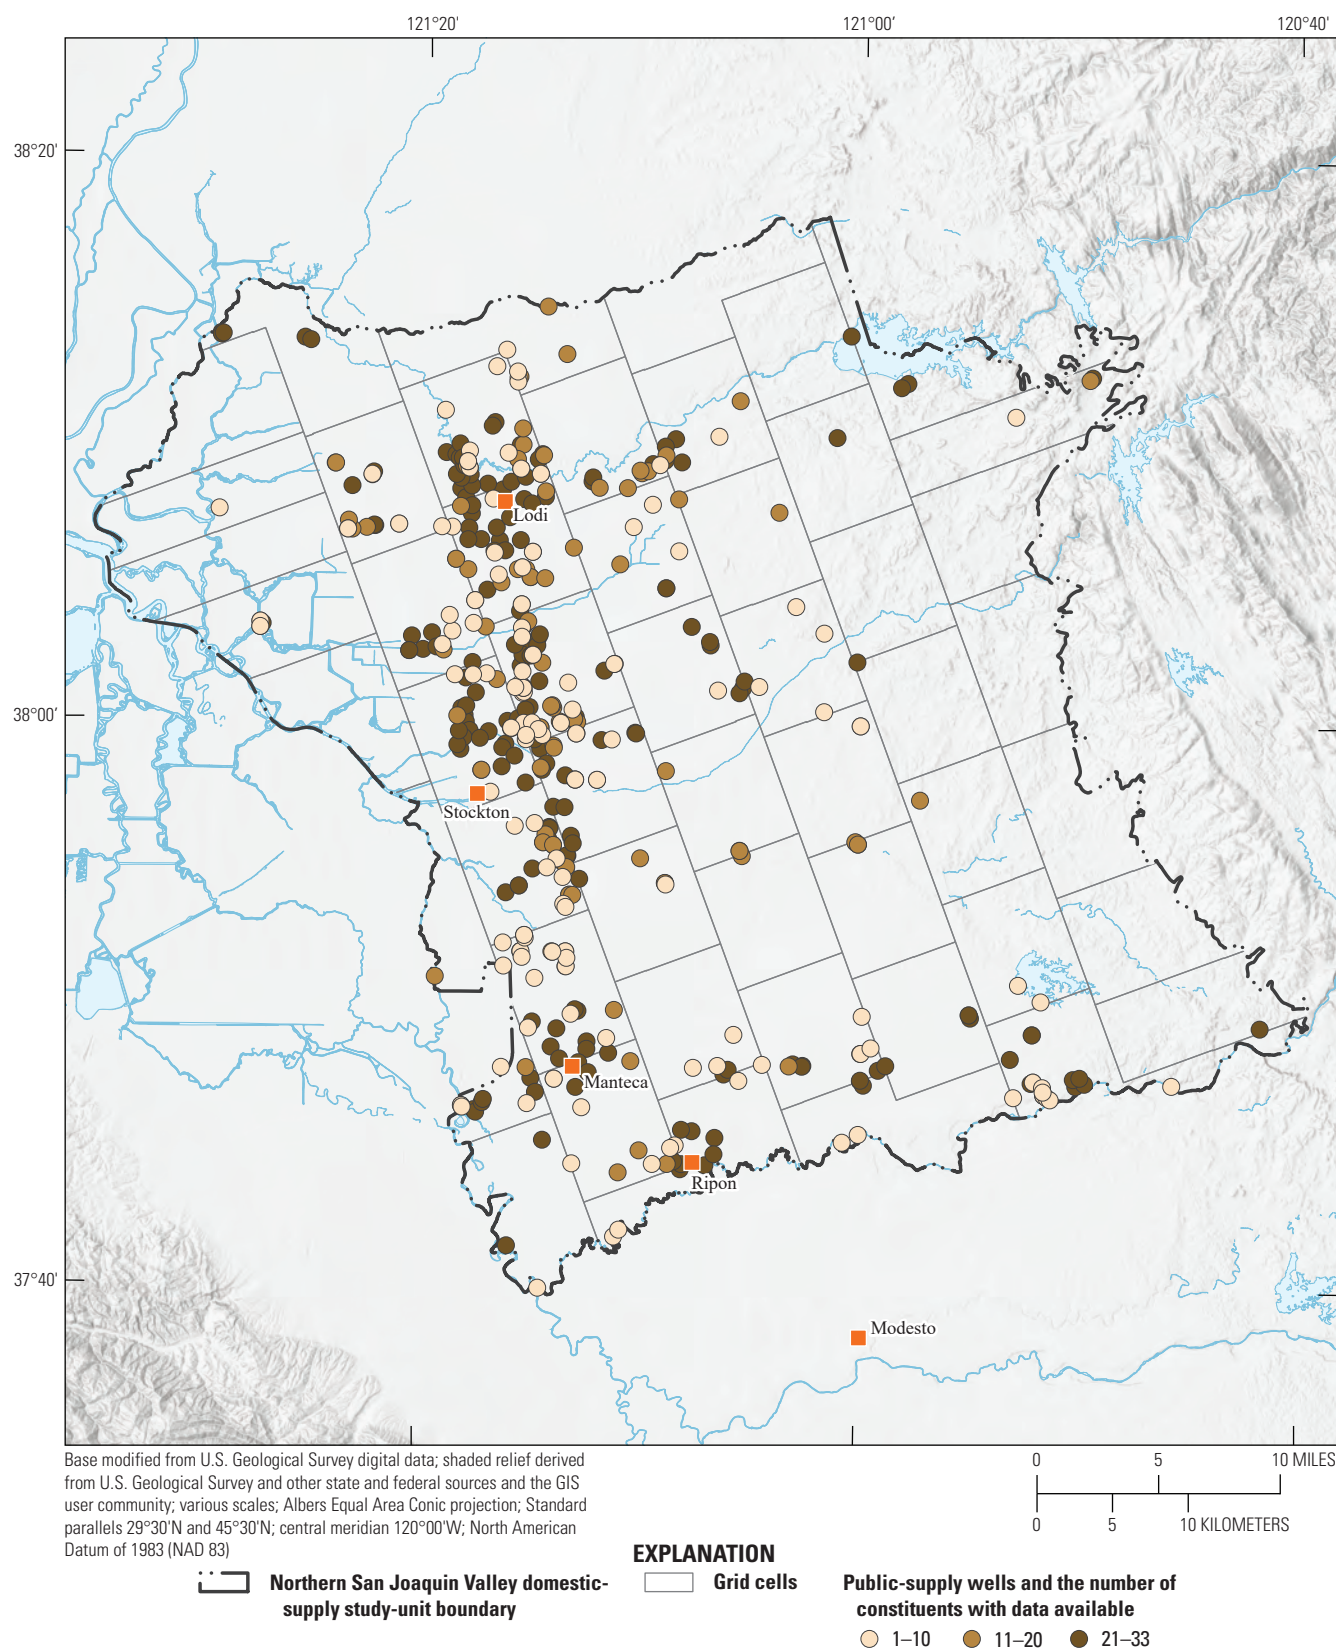 121°20'
121°00'
120°40'
38°20'
Lodi
38°00'
Stockton
Manteca
Ripon
37°40'
Modesto
Base modified from U.S. Geological Survey digital data; shaded relief derived
from U.S. Geological Survey and other state and federal sources and the GIS
user community; various scales; Albers Equal Area Conic projection; Standard
parallels 29°30'N and 45°30'N; central meridian 120°00'W; North American
Datum of 1983 (NAD 83)
0 5 10 MILES
0 5 10 KILOMETERS
EXPLANATION
Northern San Joaquin Valley domestic-
supply study-unit boundary
Grid cells
Public-supply wells and the number of
constituents with data available
1–10 11–20 21–33